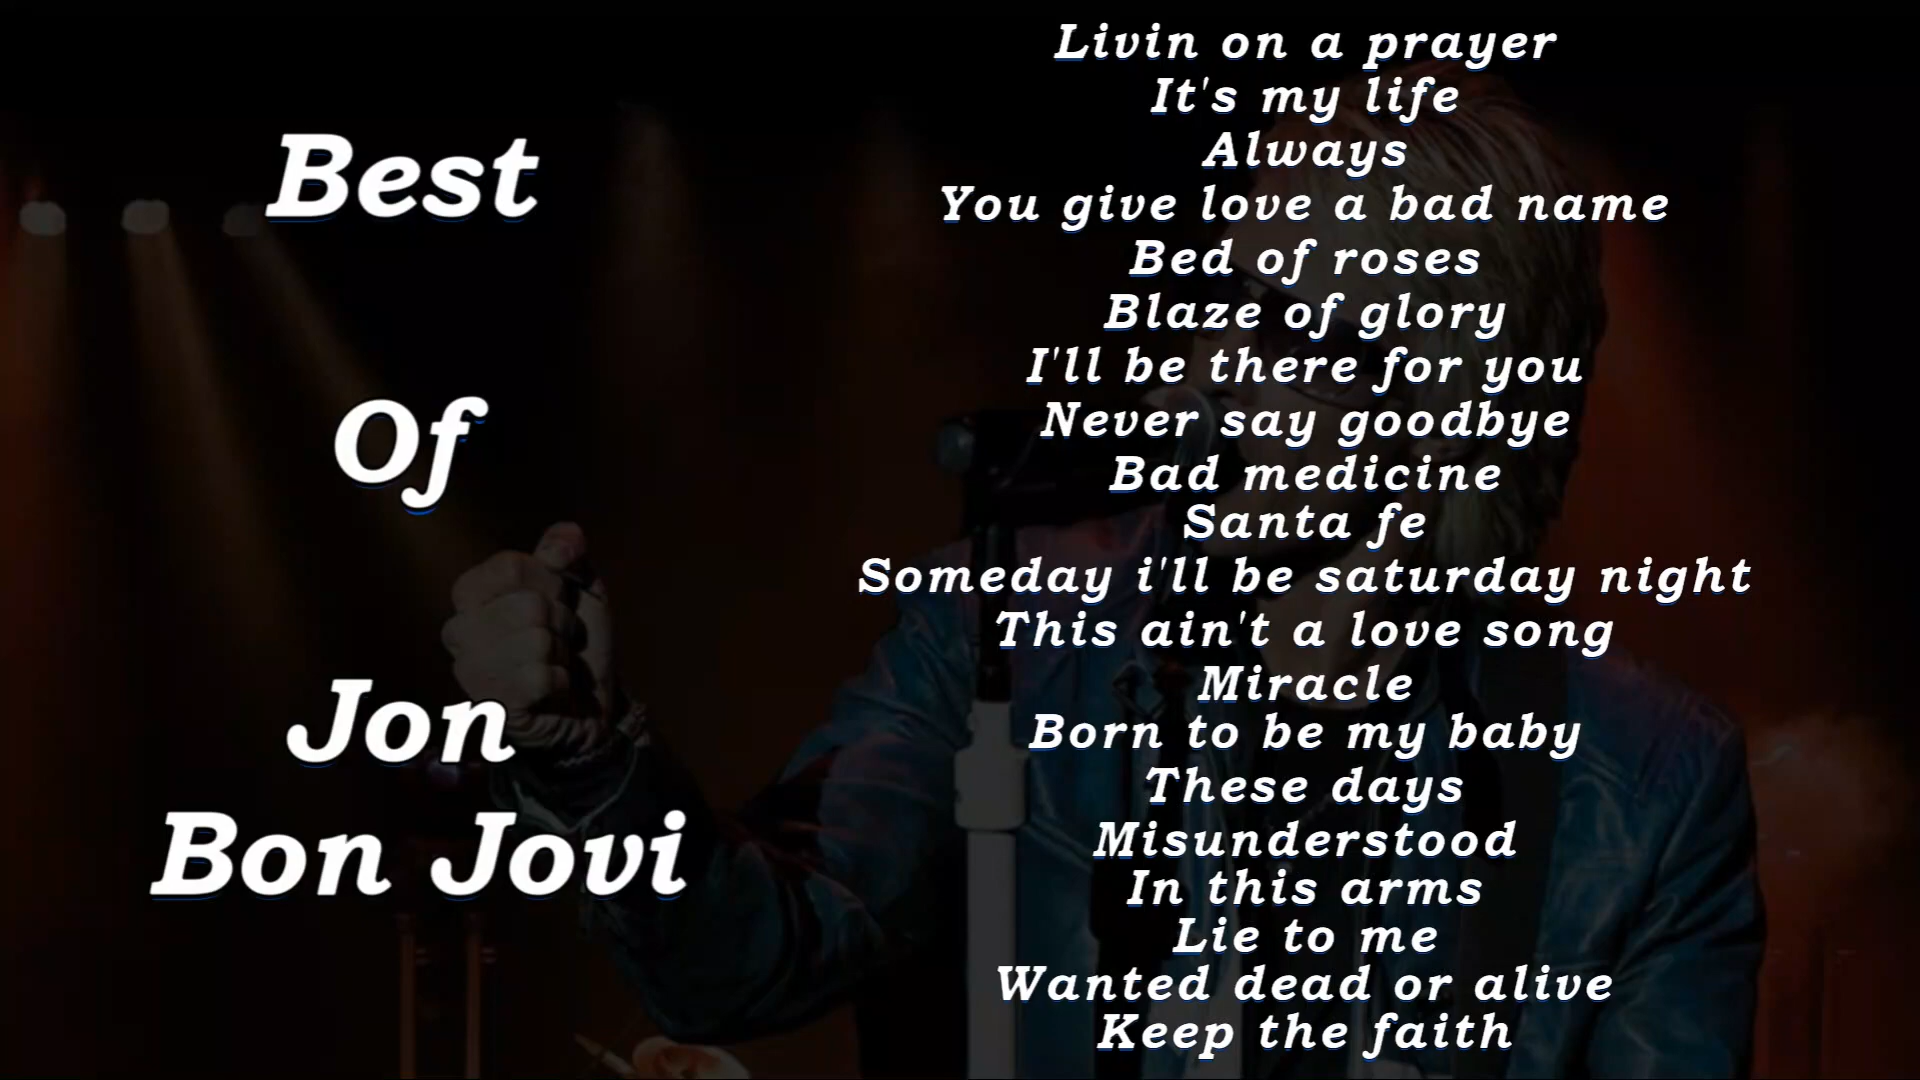 Best
Of
Jon
Bon Jovi
Livin on a prayer
It's my life
Always
You give love a bad name
Bed of roses
Blaze of glory
I'll be there for you
Never say goodbye
Bad medicine
Santa fe
Someday i'll be saturday night
This ain't a love song
Miracle
Born to be my baby
These days
Misunderstood
In this arms
Lie to me
Wanted dead or alive
Keep the faith